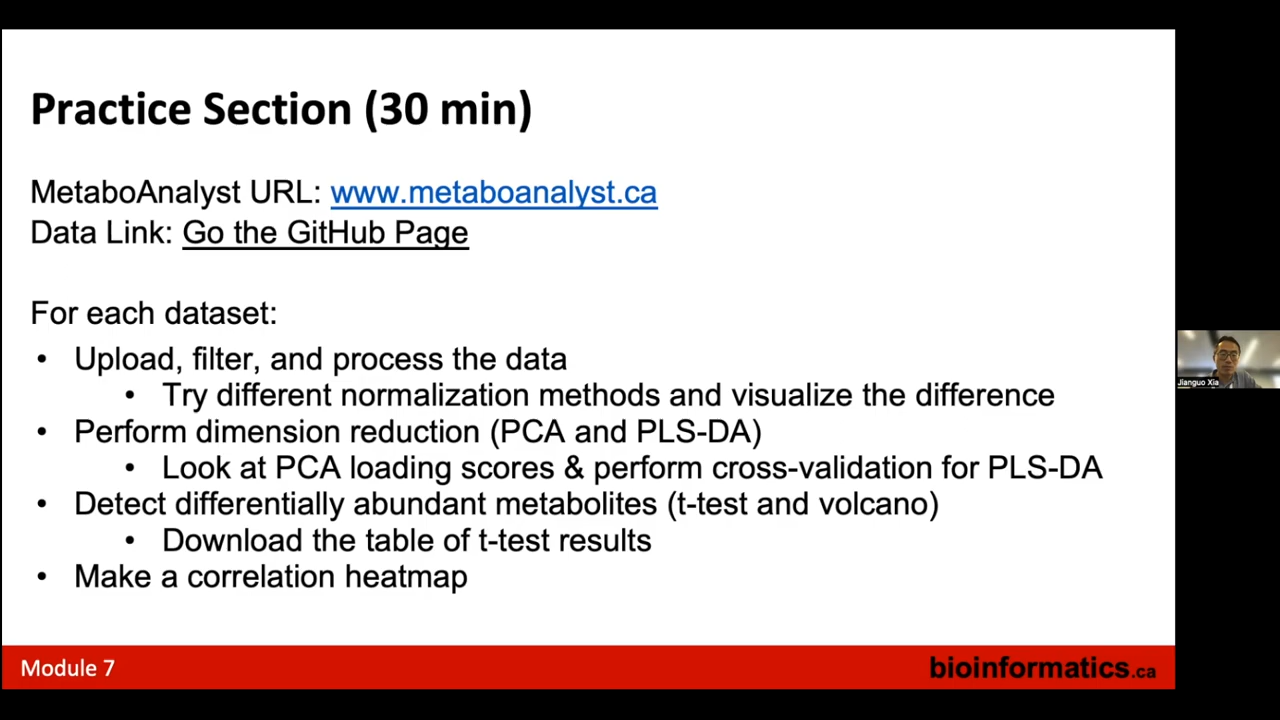 Practice Section (30 min)
MetaboAnalyst URL: www.metaboanalyst.ca
Data Link: Go the GitHub Page
For each dataset:
• Upload, filter, and process the data
• Try different normalization methods and visualize the difference
• Perform dimension reduction (PCA and PLS-DA)
• Look at PCA loading scores & perform cross-validation for PLS-DA
• Detect differentially abundant metabolites (t-test and volcano)
• Download the table of t-test results
• Make a correlation heatmap
Jianguo Xia
Module 7
bioinformatics.ca